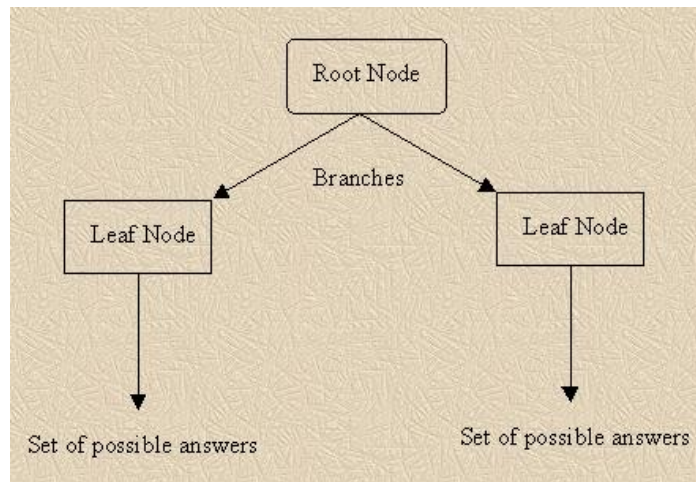 Root Node
Branches
Leaf Node
Leaf Node
Set of possible answers
Set of possible answers